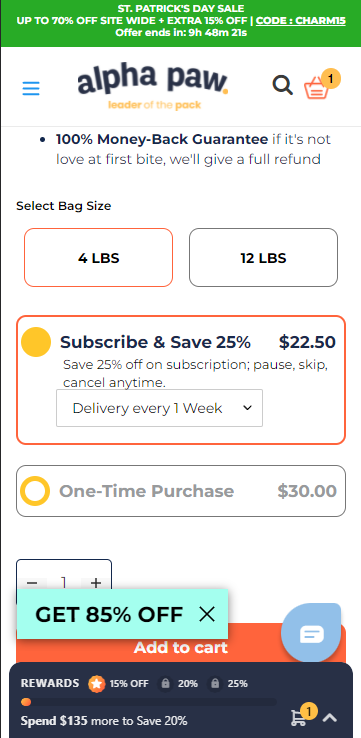 ST. PATRICK'S DAY SALE
UP TO 70% OFF SITE WIDE + EXTRA 15% OFF | CODE : CHARM15
Offer ends in: 9h 48m 21s
alpha paw.
leader of the pack
1
100% Money-Back Guarantee if it's not
love at first bite, we'll give a full refund
Select Bag Size
4 LBS
12 LBS
Subscribe & Save 25% $22.50
Save 25% off on subscription; pause, skip,
cancel anytime.
Delivery every 1 Week
One-Time Purchase $30.00
− 1 +
GET 85% OFF
Add to cart
REWARDS 15% OFF 20% 25%
Spend $135 more to Save 20%
1